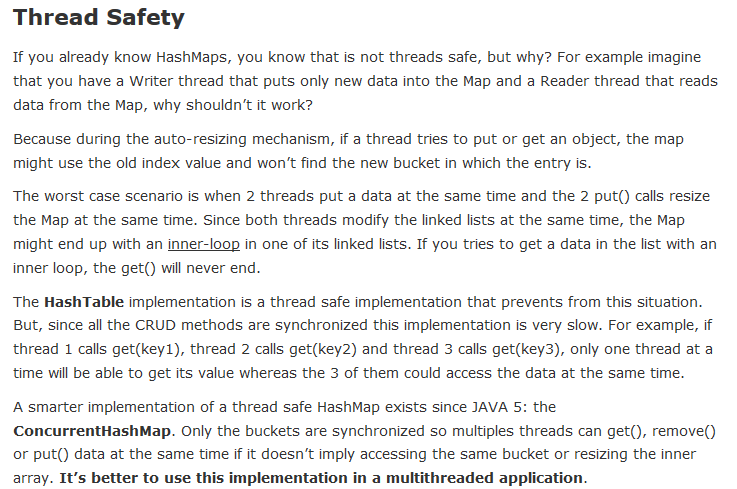 Thread Safety
If you already know HashMaps, you know that is not threads safe, but why? For example imagine
that you have a Writer thread that puts only new data into the Map and a Reader thread that reads
data from the Map, why shouldn’t it work?
Because during the auto-resizing mechanism, if a thread tries to put or get an object, the map
might use the old index value and won’t find the new bucket in which the entry is.
The worst case scenario is when 2 threads put a data at the same time and the 2 put() calls resize
the Map at the same time. Since both threads modify the linked lists at the same time, the Map
might end up with an inner-loop in one of its linked lists. If you tries to get a data in the list with an
inner loop, the get() will never end.
The HashTable implementation is a thread safe implementation that prevents from this situation.
But, since all the CRUD methods are synchronized this implementation is very slow. For example, if
thread 1 calls get(key1), thread 2 calls get(key2) and thread 3 calls get(key3), only one thread at a
time will be able to get its value whereas the 3 of them could access the data at the same time.
A smarter implementation of a thread safe HashMap exists since JAVA 5: the
ConcurrentHashMap. Only the buckets are synchronized so multiples threads can get(), remove()
or put() data at the same time if it doesn’t imply accessing the same bucket or resizing the inner
array. It’s better to use this implementation in a multithreaded application.